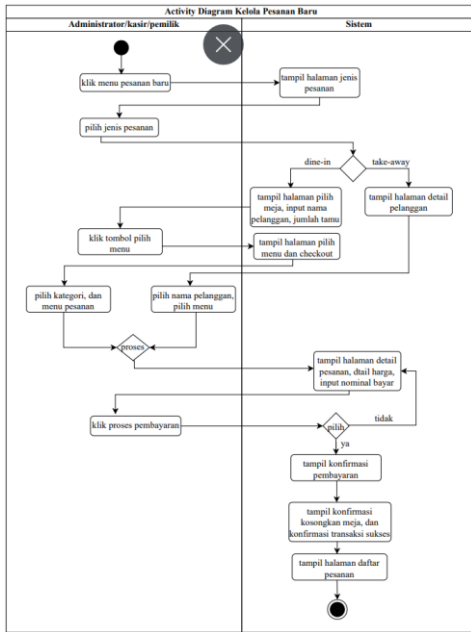 Activity Diagram Kelola Pesanan Baru
Administrator/kasir/pemilik
Sistem
klik menu pesanan baru
tampil halaman jenis
pesanan
pilih jenis pesanan
dine-in
take-away
tampil halaman pilih
meja, input nama
pelanggan, jumlah tamu
tampil halaman detail
pelanggan
klik tombol pilih
menu
tampil halaman pilih
menu dan checkout
pilih kategori, dan
menu pesanan
pilih nama pelanggan,
pilih menu
proses
tampil halaman detail
pesanan, dtail harga,
input nominal bayar
klik proses pembayaran
pilih
tidak
ya
tampil konfirmasi
pembayaran
tampil konfirmasi
kosongkan meja, dan
konfirmasi transaksi sukses
tampil halaman daftar
pesanan